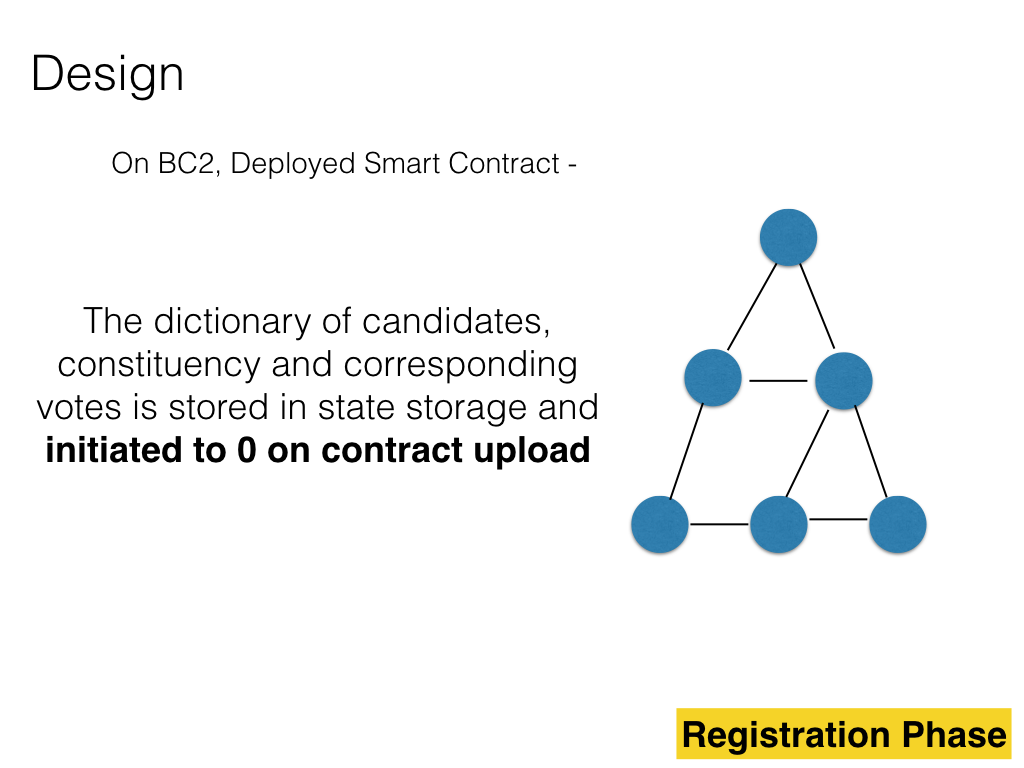 Design
On BC2, Deployed Smart Contract -
The dictionary of candidates,
constituency and corresponding
votes is stored in state storage and
initiated to 0 on contract upload
Registration Phase